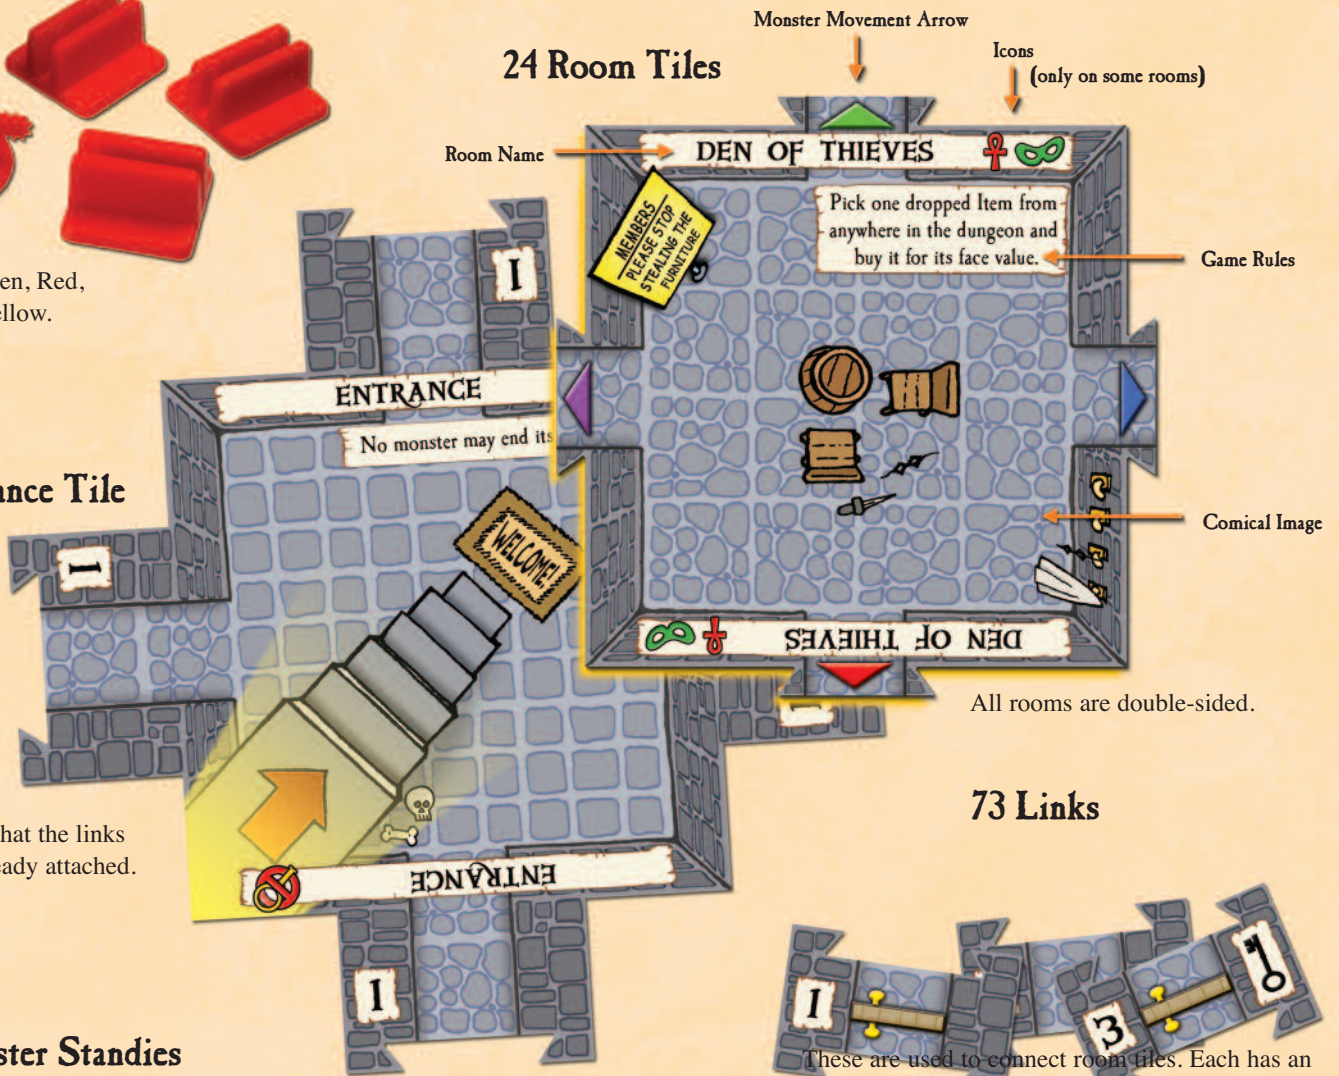 Monster Movement Arrow
24 Room Tiles
Icons
(only on some rooms)
Room Name
DEN OF THIEVES
MEMBERS
PLEASE STOP
STEALING THE
FURNITURE
Pick one dropped Item from
anywhere in the dungeon and
buy it for its face value.
Game Rules
en, Red,
ellow.
I
ENTRANCE
No monster may end its
ance Tile
I
WELCOME!
Comical Image
DEN OF THIEVES
All rooms are double-sided.
I
73 Links
hat the links
eady attached.
ENTRANCE
I
I
3
ster Standies
These are used to connect room tiles. Each has an